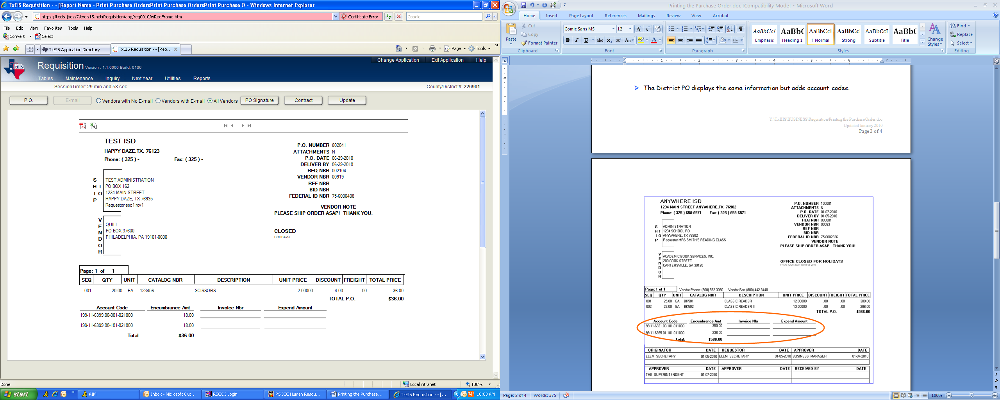 TxEIS Requisition - - [Report Name - Print Purchase OrdersPrint Purchase OrdersPrint Purchase O - Windows Internet Explorer
https://txeis-jboss7.txeis15.net/Requisition/app/req0010/wReqFrame.htm
Certificate Error
Google
File Edit View Favorites Tools Help
Convert Select
TxEIS Application Directory
TxEIS Requisition - - [Rep...
Page Tools
TxEIS
Requisition Version : 1.1.0000 Build: 0136
Change Application Exit Application Help
Tables Maintenance Inquiry Next Year Utilities Reports
SessionTimer: 29 min and 58 sec
County/District #: 226901
P.O. E-mail Vendors with No E-mail Vendors with E-mail All Vendors PO Signature Contract Update
TEST ISD
HAPPY DAZE,TX. 76123
Phone: ( 325 ) - Fax: ( 325 ) -
P.O. NUMBER 802041
ATTACHMENTS N
P.O. DATE 06-29-2010
DELIVER BY 06-29-2010
REQ NBR 002104
VENDOR NBR 00919
REF NBR
BID NBR
FEDERAL ID NBR 75-6000408
SHIP TO
TEST ADMINISTRATION
PO BOX 162
1234 MAIN STREET
HAPPY DAZE, TX 76935
Requestor esc1 rxv1
VENDOR NOTE
PLEASE SHIP ORDER ASAP! THANK YOU.
VENDOR
QUILL
PO BOX 37600
PHILADELPHIA, PA 19101-0600
CLOSED
HOLIDAYS
Page: 1 of 1
SEQ QTY UNIT CATALOG NBR DESCRIPTION UNIT PRICE DISCOUNT FREIGHT TOTAL PRICE
001 20.00 EA 123456 SCISSORS 2.00000 4.00 .00 36.00
TOTAL P.O. $36.00
Account Code Encumbrance Amt Invoice Nbr Expend Amount
199-11-6399.00-001-021000 18.00
199-11-6399.00-101-021000 18.00
Total: $36.00
Done
Local intranet
100%
start
AIM
Inbox - Microsoft Out...
RSCCC Login
RSCCC Human Resou...
Printing the Purchase...
TxEIS Requisition - - [...
74°
10:03 AM
Printing the Purchase Order.doc [Compatibility Mode] - Microsoft Word
Home Insert Page Layout References Mailings Review View Acrobat
Paste
Cut
Copy
Format Painter
Clipboard
Comic Sans MS 12
B I U abc x₂ x² Aa
Font
Paragraph
AaBbCcI AaBbC AaBbCcI AaBbCcI AaBbCcI AaBbC
Emphasis Heading 1 ¶ Normal Strong Subtitle Title
Change Styles
Styles
Find
Replace
Select
Editing
1 2 3 4 5 6 7
8
The District PO displays the same information but adds account codes.
Y:\TxEIS\BUSINESS\Requisition\Printing the Purchase Order.doc
Updated January 2010
Page 2 of 4
ANYWHERE ISD
1234 MAIN STREET ANYWHERE,TX. 76902
Phone: ( 325 ) 658-6571 Fax: ( 325 ) 658-6571
P.O. NUMBER 100001
ATTACHMENTS N
P.O. DATE 01-07-2010
DELIVER BY 01-05-2010
REQ NBR 000001
VENDOR NBR 00083
REF NBR
BID NBR
FEDERAL ID NBR 75-6002326
SHIP TO
ADMINISTRATION
1234 SCHOOL RD
ANYWHERE, TX 76902
Requestor MRS SMITH'S READING CLASS
VENDOR NOTE
PLEASE SHIP ORDER ASAP. THANK YOU!
VENDOR
ACADEMIC BOOK SERVICES, INC.
200 COOK STREET
CARTERSVILLE, GA 30120
OFFICE CLOSED FOR HOLIDAYS
FROM 12-21-2009 TO 01-04-2010
Page: 1 of 1 Vendor Phone: (800) 652-3050 Vendor Fax: (800) 442-3440
SEQ QTY UNIT CATALOG NBR DESCRIPTION UNIT PRICE DISCOUNT FREIGHT TOTAL PRICE
001 25.00 EA BK501 CLASSIC READER 12.00000 .00 .00 300.00
002 22.00 EA BK502 CLASSIC READER II 13.00000 .00 .00 286.00
TOTAL P.O. $586.00
Account Code Encumbrance Amt Invoice Nbr Expend Amount
199-11-6321.00-101-011000 350.00
199-11-6395.01-101-011000 236.00
Total: $586.00
ORIGINATOR DATE REQUESTOR DATE APPROVER DATE
ELEM SECRETARY 01-05-2010 ELEM SECRETARY 01-05-2010 BUSINESS MANAGER 01-07-2010
APPROVER DATE APPROVER DATE RECEIVED BY DATE
THE SUPERINTENDENT 01-07-2010
Page: 2 of 4 Words: 375
100%